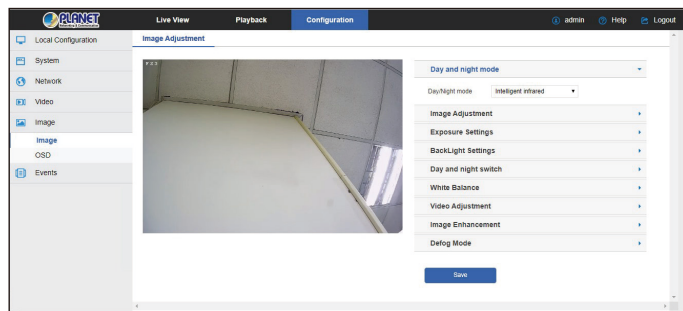 PLANET
Networking & Communication
Live View
Playback
Configuration
admin
Help
Logout
Local Configuration
System
Network
Video
Image
Image
OSD
Events
Image Adjustment
Day and night mode
Day/Night mode
Intelligent infrared
Image Adjustment
Exposure Settings
BackLight Settings
Day and night switch
White Balance
Video Adjustment
Image Enhancement
Defog Mode
Save